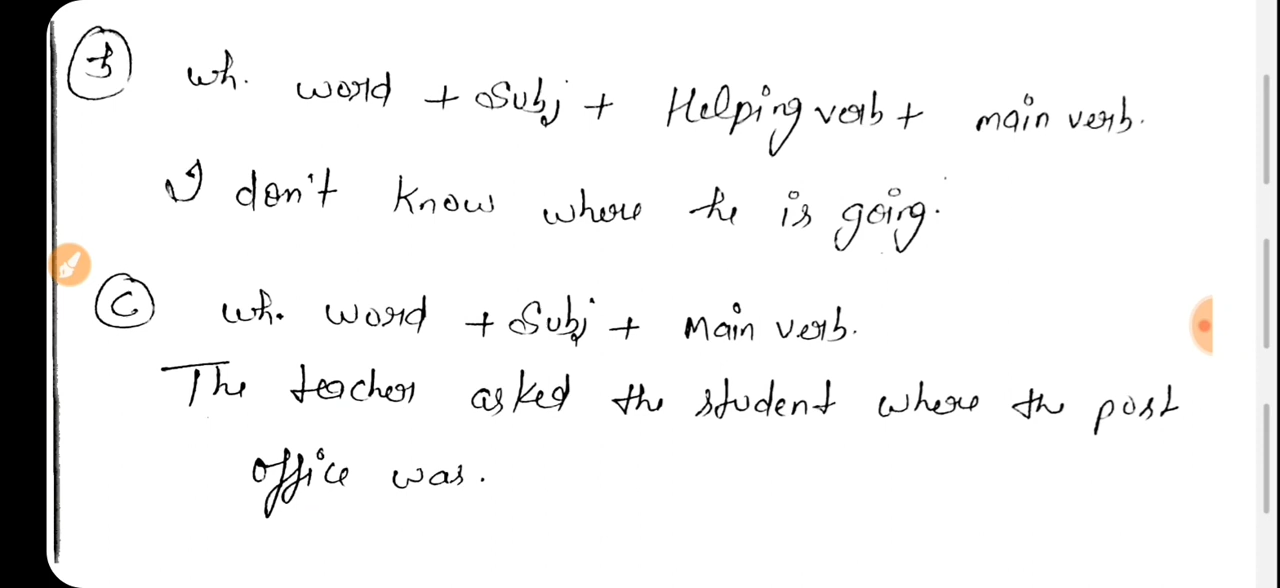 B wh. word + Subj + Helping verb + main verb.
I don't know where he is going.
C wh. word + Subj + Main verb.
The teacher asked the student where the post
office was.